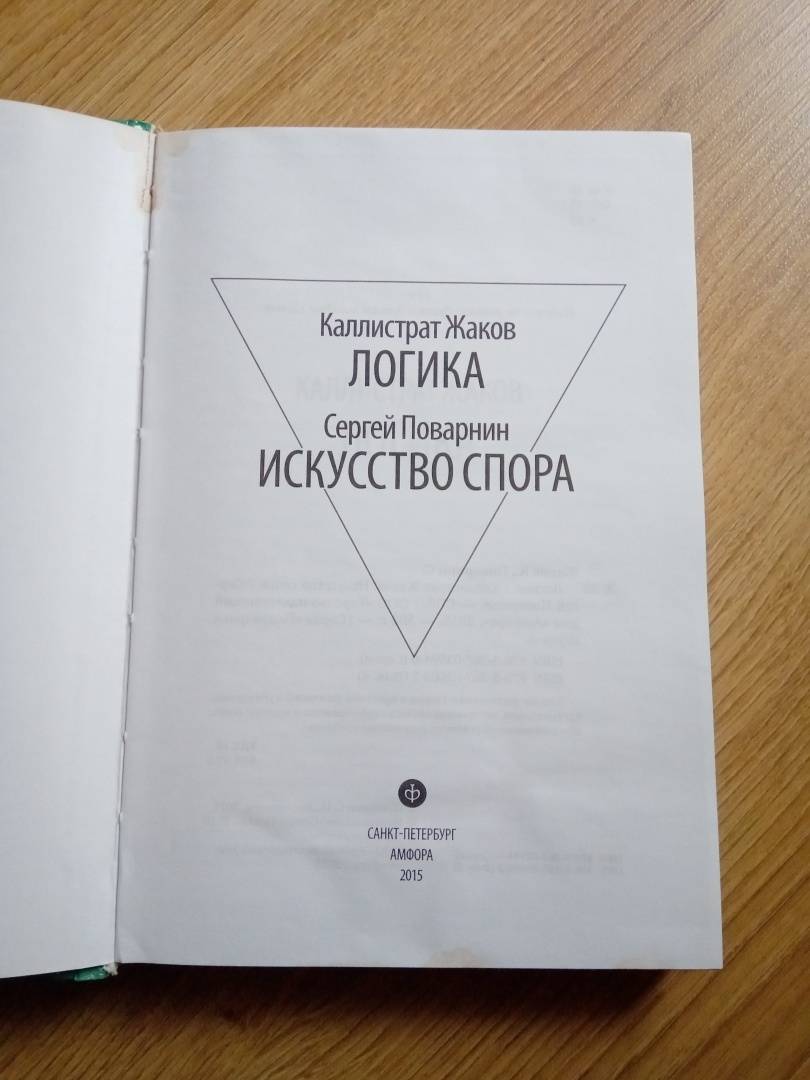 Каллистрат Жаков
ЛОГИКА
Сергей Поварнин
ИСКУССТВО СПОРА
САНКТ-ПЕТЕРБУРГ
АМФОРА
2015